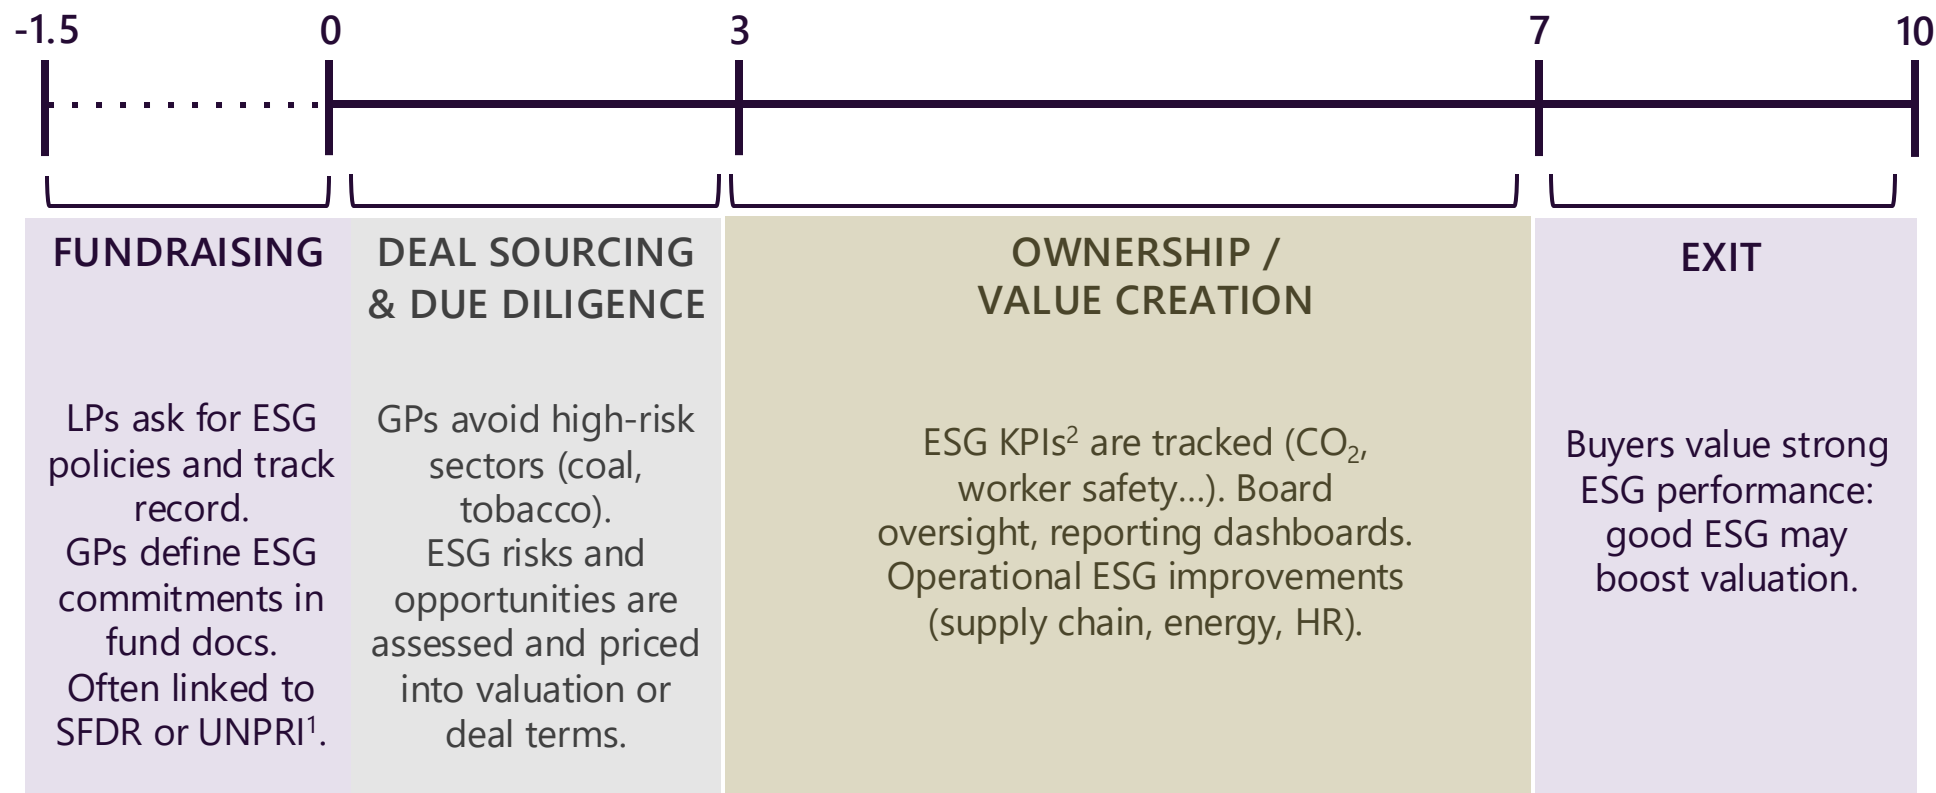 -1.5
0
3
7
10
FUNDRAISING
LPs ask for ESG
policies and track
record.
GPs define ESG
commitments in
fund docs.
Often linked to
SFDR or UNPRI¹.
DEAL SOURCING
& DUE DILIGENCE
GPs avoid high-risk
sectors (coal,
tobacco).
ESG risks and
opportunities are
assessed and priced
into valuation or
deal terms.
OWNERSHIP /
VALUE CREATION
ESG KPIs² are tracked (CO₂,
worker safety…). Board
oversight, reporting dashboards.
Operational ESG improvements
(supply chain, energy, HR).
EXIT
Buyers value strong
ESG performance:
good ESG may
boost valuation.